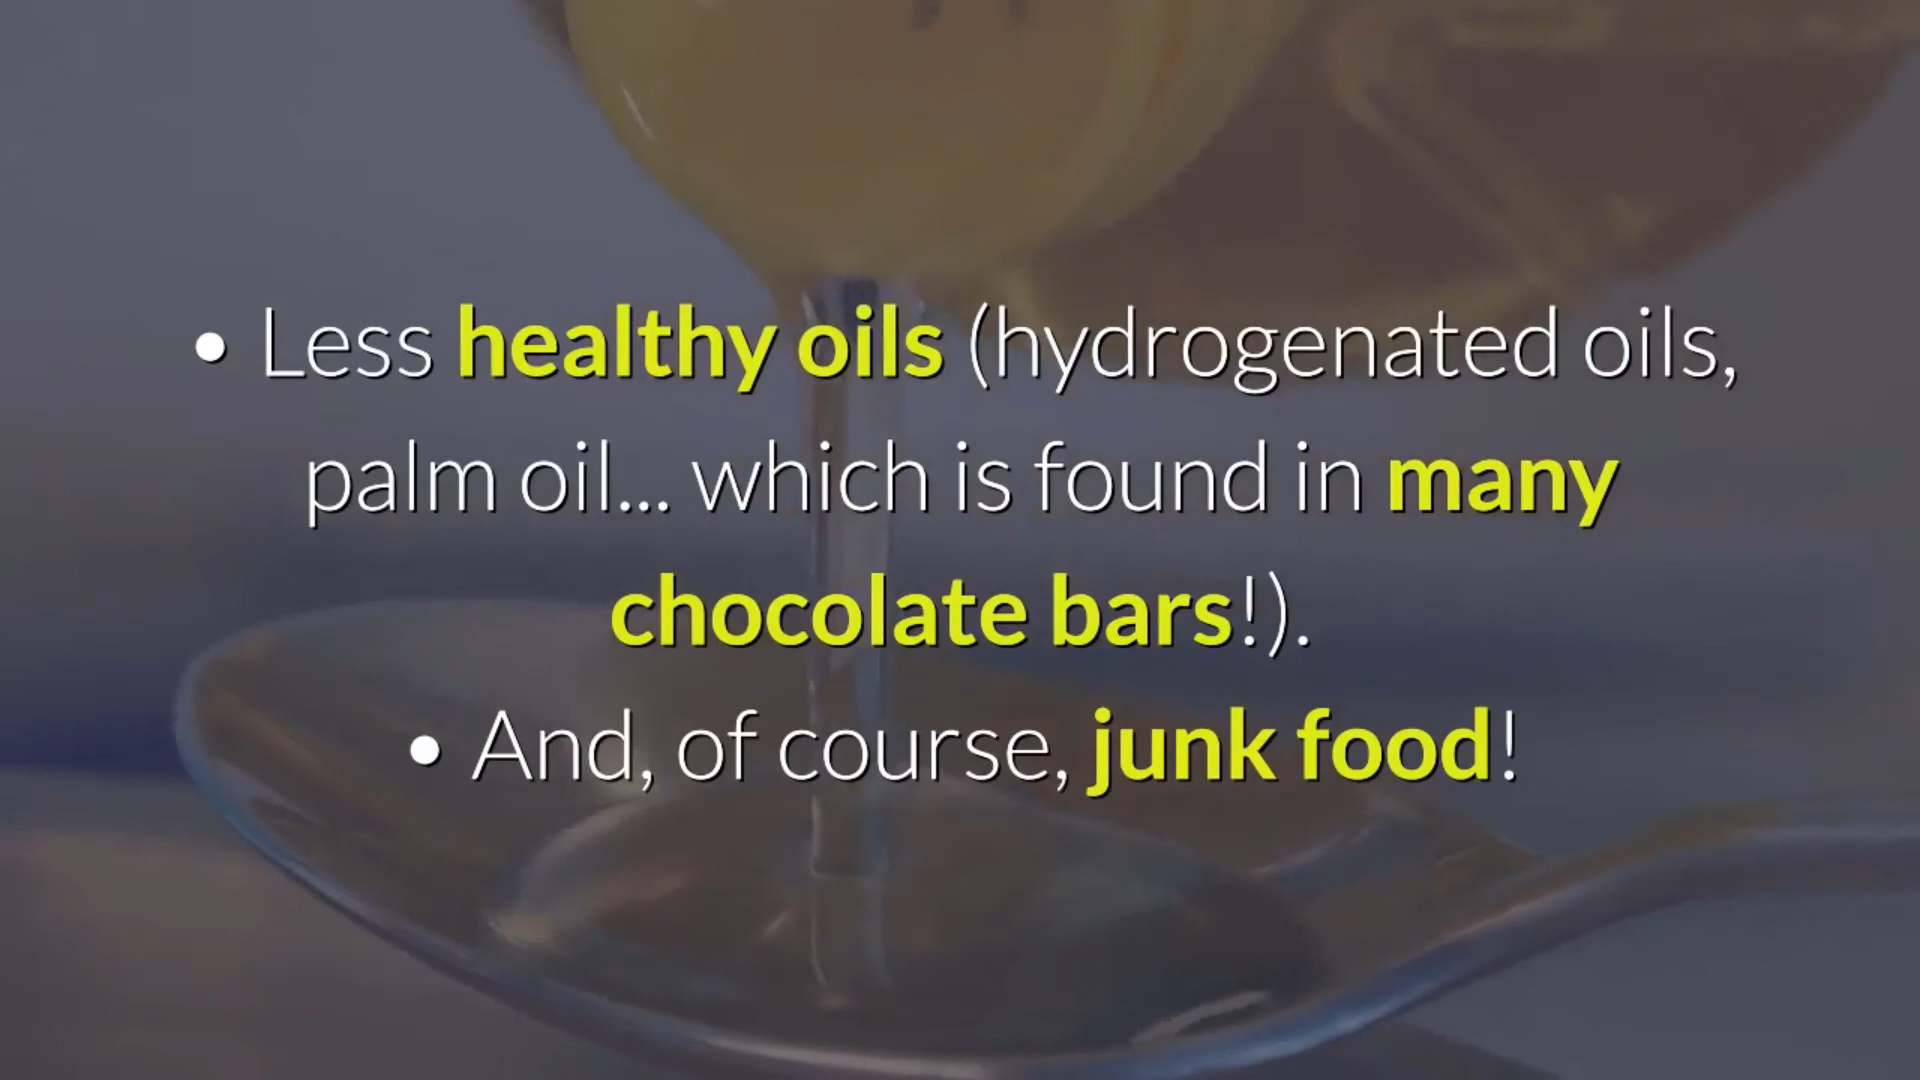 • Less healthy oils (hydrogenated oils,
palm oil... which is found in many
chocolate bars!).
• And, of course, junk food!